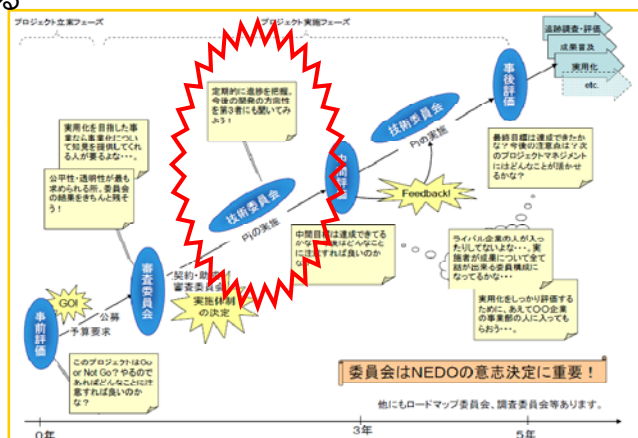 プロジェクト立案フェーズ
プロジェクト実施フェーズ
追跡調査・評価
成果普及
実用化
etc.
事後評価
定期的に進捗を把握。
今後の開発の方向性
を第3者にも聞いてみ
よう!
技術委員会
Pjの実施
実用化を目指した事
業なら事業化について
知見を提供してくれ
る人が要るよな・・・。
公平性・透明性が最も
求められる所。委員会
の結果をきちんと残そ
う!
最終目標は達成できたか
な?今後の注意点は?次
のプロジェクトマネジメント
にはどんなことが活かせ
るかな?
中間評価
Feedback!
技術委員会
Pjの実施
中間目標は達成できてる
かな?
に注意すれば良いのか
な?
ライバル企業の人が入っ
たりしてないよな・・・。実
施者が成果について全て
話が出来る委員構成に
なってるかな・・・。
審査委員会
契約・助
審査委員会
実施体制
の決定
実用化をしっかり評価する
ために、あえて〇〇企業
の事業部の人に入っても
らおう・・・。
GO!
公募
予算要求
事前評価
このプロジェクトはGo
or Not Go?やるので
あればどんなことに注
意すれば良いのか
な?
委員会はNEDOの意志決定に重要!
他にもロードマップ委員会、調査委員会等あります。
0年
3年
5年